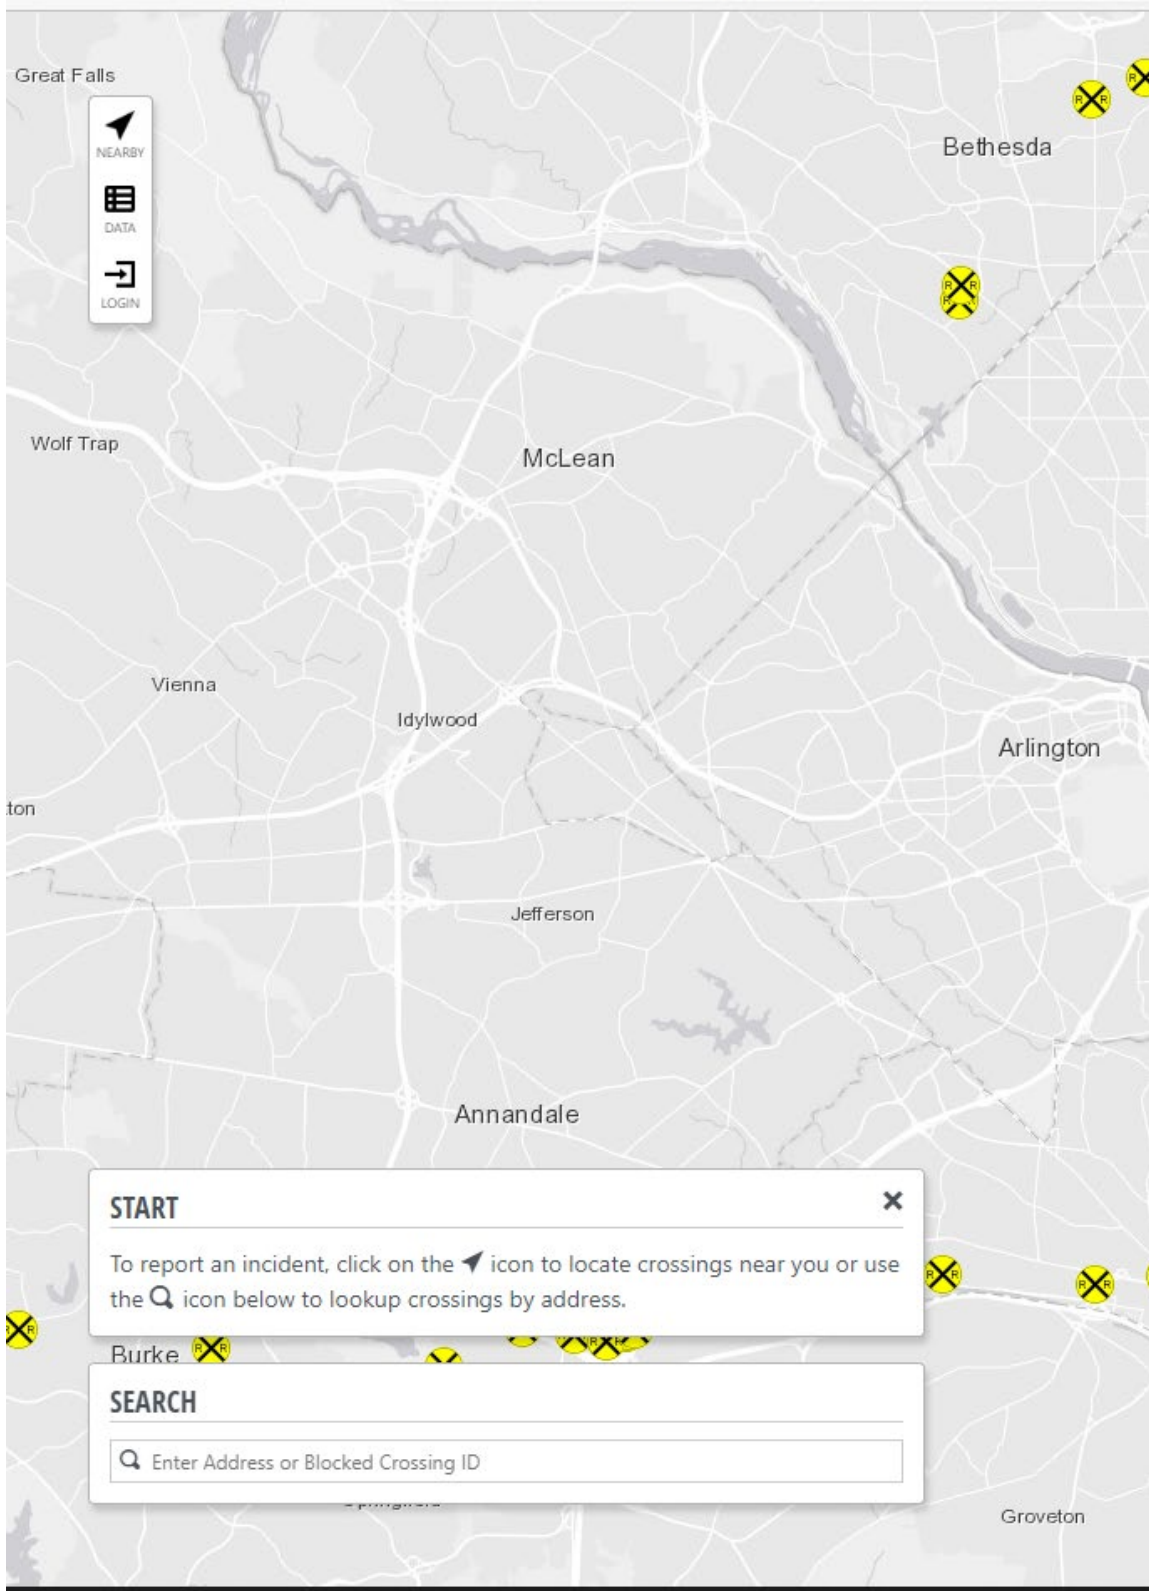 Great Falls
NEARBY
Bethesda
DATA
LOGIN
Wolf Trap
McLean
Vienna
Idylwood
Arlington
ton
Jefferson
Annandale
START
To report an incident, click on the icon to locate crossings near you or use
the icon below to lookup crossings by address.
Burke
SEARCH
Enter Address or Blocked Crossing ID
Groveton